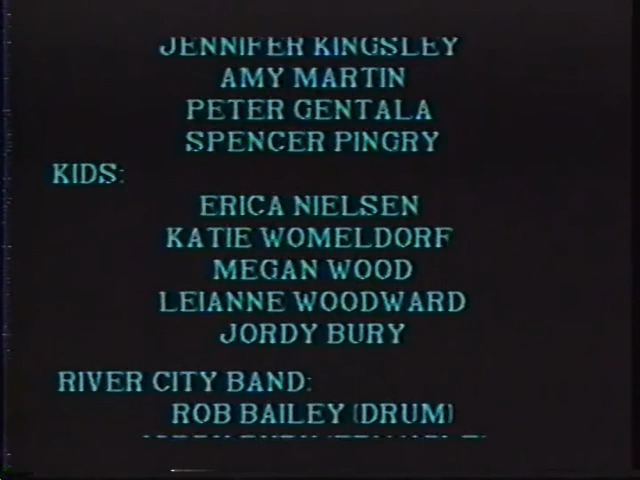 JENNIFER KINGSLEY
AMY MARTIN
PETER GENTALA
SPENCER PINGRY
KIDS:
ERICA NIELSEN
KATIE WOMELDORF
MEGAN WOOD
LEIANNE WOODWARD
JORDY BURY
RIVER CITY BAND:
ROB BAILEY (DRUM)